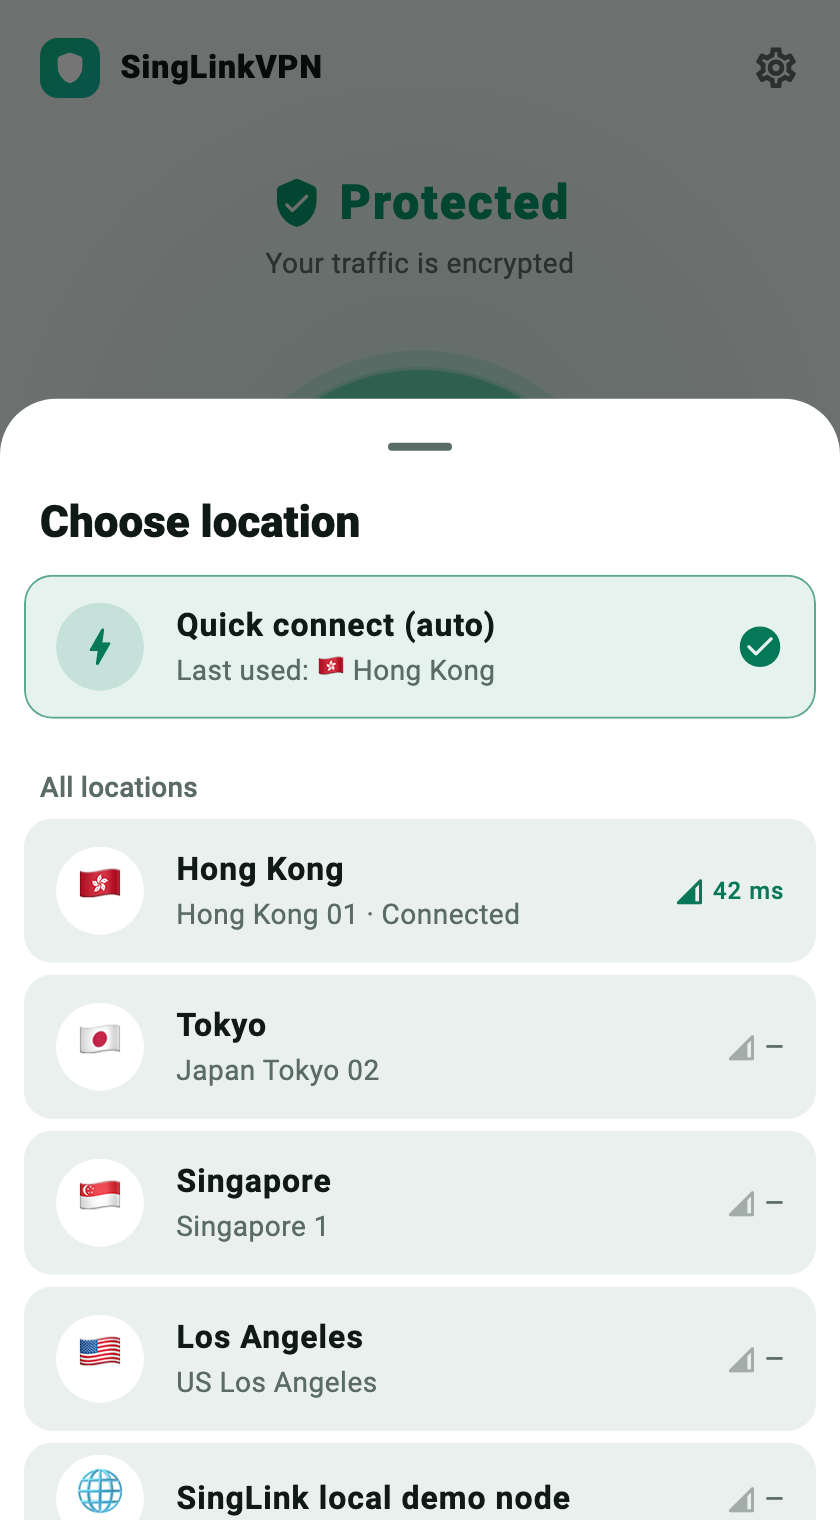 SingLinkVPN
Protected
Your traffic is encrypted
Choose location
Quick connect (auto)
Last used: 🇭🇰 Hong Kong
All locations
Hong Kong
Hong Kong 01 · Connected
42 ms
Tokyo
Japan Tokyo 02
–
Singapore
Singapore 1
–
Los Angeles
US Los Angeles
–
SingLink local demo node
–